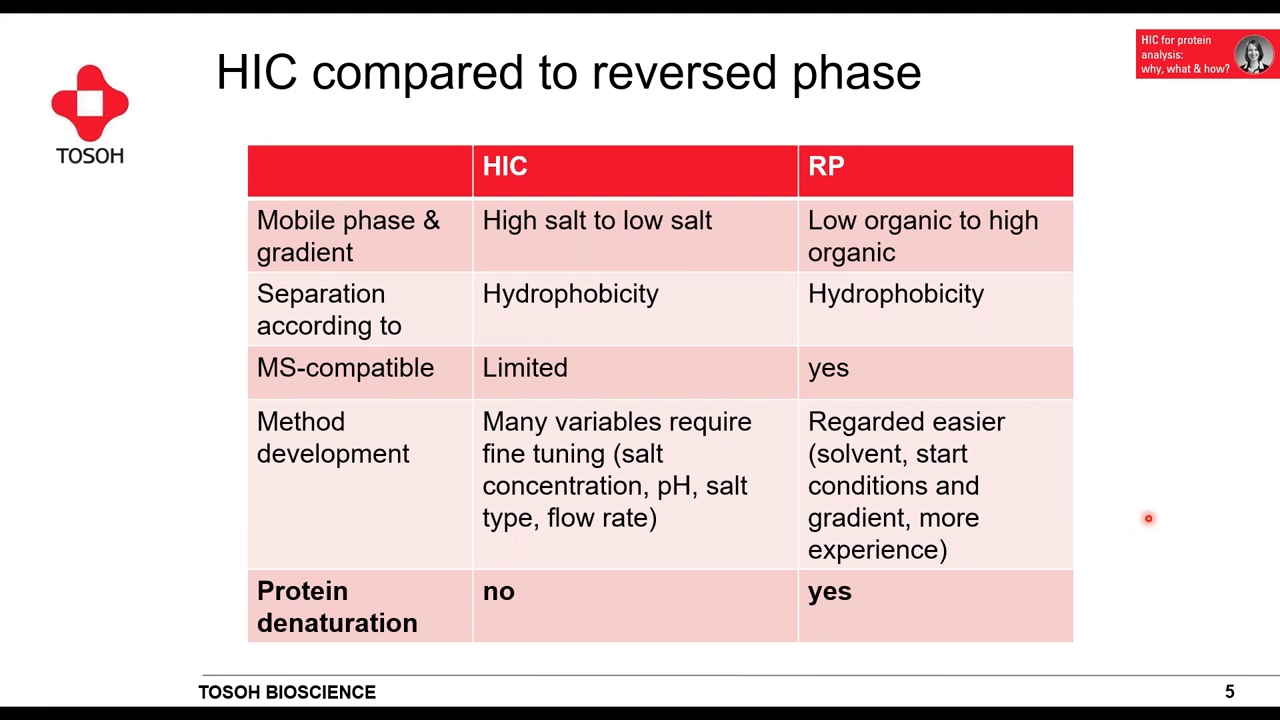 HIC compared to reversed phase
HIC for protein
analysis:
why, what & how?
TOSOH
HIC
RP
Mobile phase &
gradient
High salt to low salt
Low organic to high
organic
Separation
according to
Hydrophobicity
Hydrophobicity
MS-compatible
Limited
yes
Method
development
Many variables require
fine tuning (salt
concentration, pH, salt
type, flow rate)
Regarded easier
(solvent, start
conditions and
gradient, more
experience)
Protein
denaturation
no
yes
TOSOH BIOSCIENCE
5